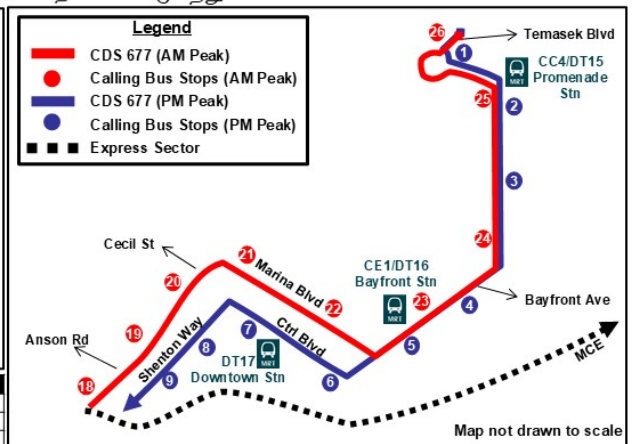 Legend
CDS 677 (AM Peak)
Calling Bus Stops (AM Peak)
CDS 677 (PM Peak)
Calling Bus Stops (PM Peak)
Express Sector
26
Temasek Blvd
1
CC4/DT15
Promenade
Stn
MRT
25
2
3
24
Cecil St
21
Marina Blvd
20
22
CE1/DT16
Bayfront Stn
MRT
23
4
Bayfront Ave
19
Anson Rd
Shenton Way
7
Ctrl Blvd
8
5
18
9
DT17
Downtown Stn
MRT
6
MCE
Map not drawn to scale